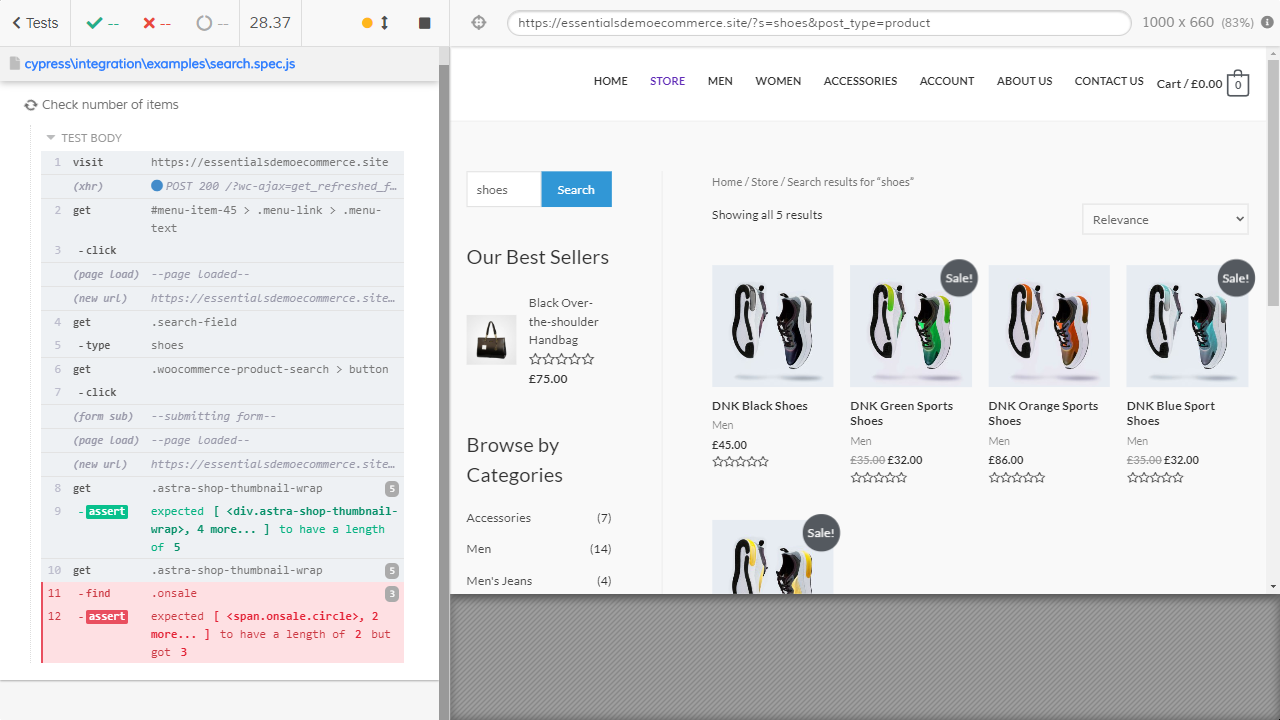 Tests
--
--
--
28.37
https://essentialsdemoecommerce.site/?s=shoes&post_type=product
1000 x 660 (83%)
cypress\integration\examples\search.spec.js
Check number of items
TEST BODY
1 visit https://essentialsdemoecommerce.site
(xhr) POST 200 /?wc-ajax=get_refreshed_f…
2 get #menu-item-45 > .menu-link > .menu-
text
3 -click
(page load) --page loaded--
(new url) https://essentialsdemoecommerce.site…
4 get .search-field
5 -type shoes
6 get .woocommerce-product-search > button
7 -click
(form sub) --submitting form--
(page load) --page loaded--
(new url) https://essentialsdemoecommerce.site…
8 get .astra-shop-thumbnail-wrap 5
9 -assert expected [ <div.astra-shop-thumbnail-
wrap>, 4 more... ] to have a length
of 5
10 get .astra-shop-thumbnail-wrap 5
11 -find .onsale 3
12 -assert expected [ <span.onsale.circle>, 2
more... ] to have a length of 2 but
got 3
HOME STORE MEN WOMEN ACCESSORIES ACCOUNT ABOUT US CONTACT US Cart / £0.00 0
shoes Search
Our Best Sellers
Black Over-
the-shoulder
Handbag
£75.00
Browse by
Categories
Accessories (7)
Men (14)
Men's Jeans (4)
Home / Store / Search results for “shoes”
Showing all 5 results
Relevance
DNK Black Shoes
Men
£45.00
Sale!
DNK Green Sports
Shoes
Men
£35.00 £32.00
DNK Orange Sports
Shoes
Men
£86.00
Sale!
DNK Blue Sport
Shoes
Men
£35.00 £32.00
Sale!